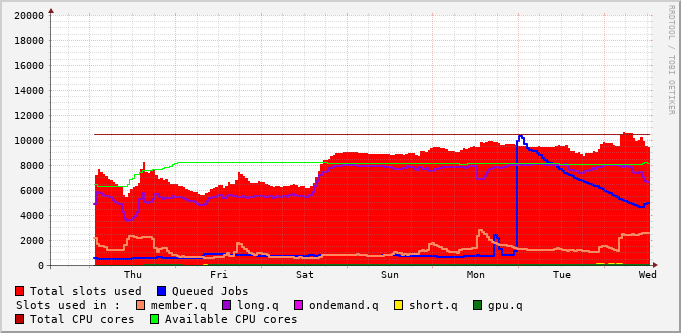 20000
18000
16000
14000
12000
10000
8000
6000
4000
2000
0
Thu Fri Sat Sun Mon Tue Wed
Total slots used Queued Jobs
Slots used in : member.q long.q ondemand.q short.q gpu.q
Total CPU cores Available CPU cores
RRDTOOL / TOBI OETIKER